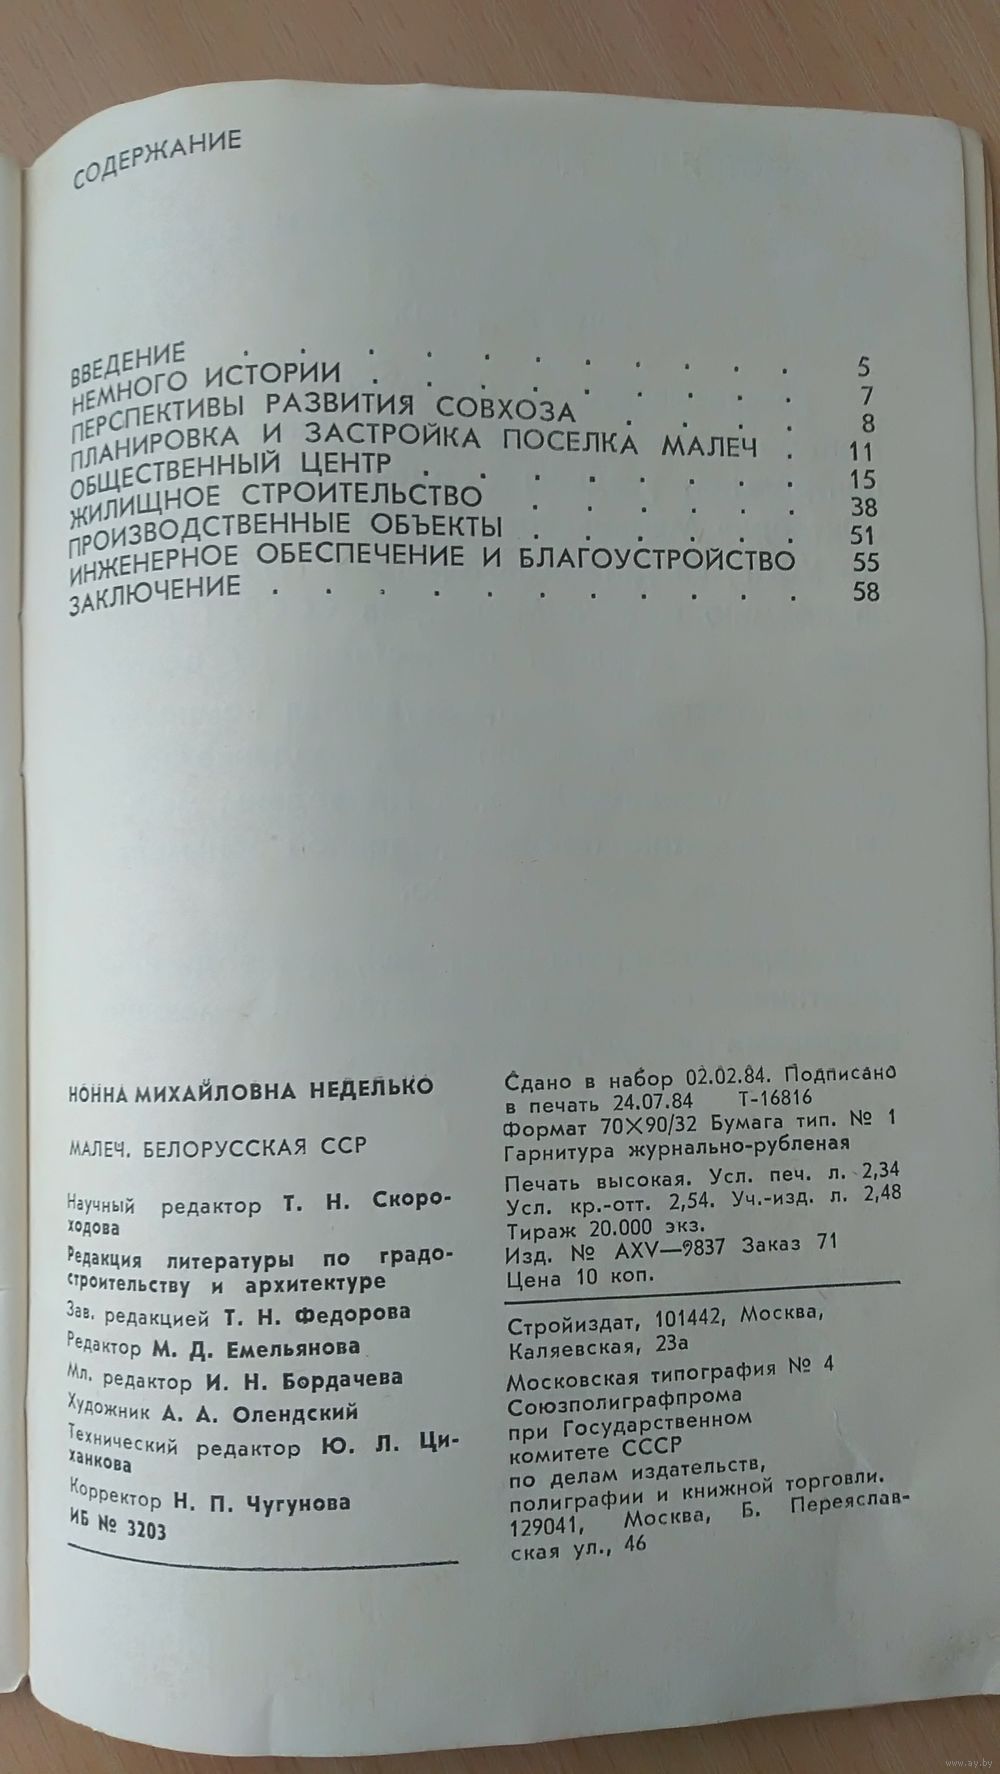 СОДЕРЖАНИЕ
ВВЕДЕНИЕ . . . . . . . . . . 5
НЕМНОГО ИСТОРИИ . . . . . . . . 7
ПЕРСПЕКТИВЫ РАЗВИТИЯ СОВХОЗА . . . . 8
ПЛАНИРОВКА И ЗАСТРОЙКА ПОСЕЛКА МАЛЕЧ . 11
ОБЩЕСТВЕННЫЙ ЦЕНТР . . . . . . . 15
ЖИЛИЩНОЕ СТРОИТЕЛЬСТВО . . . . . 38
ПРОИЗВОДСТВЕННЫЕ ОБЪЕКТЫ . . . . . . 51
ИНЖЕНЕРНОЕ ОБЕСПЕЧЕНИЕ И БЛАГОУСТРОЙСТВО 55
ЗАКЛЮЧЕНИЕ . . . . . . . . . . . 58
НОННА МИХАЙЛОВНА НЕДЕЛЬКО
МАЛЕЧ. БЕЛОРУССКАЯ ССР
Научный редактор Т. Н. Скоро-
ходова
Редакция литературы по градо-
строительству и архитектуре
Зав. редакцией Т. Н. Федорова
Редактор М. Д. Емельянова
Мл. редактор И. Н. Бордачева
Художник А. А. Олендский
Технический редактор Ю. Л. Ци-
ханкова
Корректор Н. П. Чугунова
ИБ № 3203
Сдано в набор 02.02.84. Подписано
в печать 24.07.84 Т-16816
Формат 70×90/32 Бумага тип. № 1
Гарнитура журнально-рубленая
Печать высокая. Усл. печ. л. 2,34
Усл. кр.-отт. 2,54. Уч.-изд. л. 2,48
Тираж 20.000 экз.
Изд. № AXV—9837 Заказ 71
Цена 10 коп.
Стройиздат, 101442, Москва,
Каляевская, 23а
Московская типография № 4
Союзполиграфпрома
при Государственном
комитете СССР
по делам издательств,
полиграфии и книжной торговли.
129041, Москва, Б. Переяслав-
ская ул., 46
www.ay.by